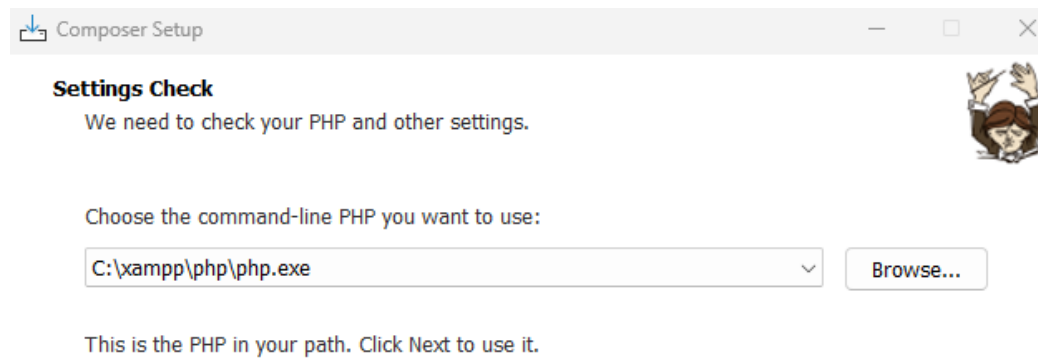 Composer Setup
Settings Check
We need to check your PHP and other settings.
Choose the command-line PHP you want to use:
C:\xampp\php\php.exe
Browse...
This is the PHP in your path. Click Next to use it.